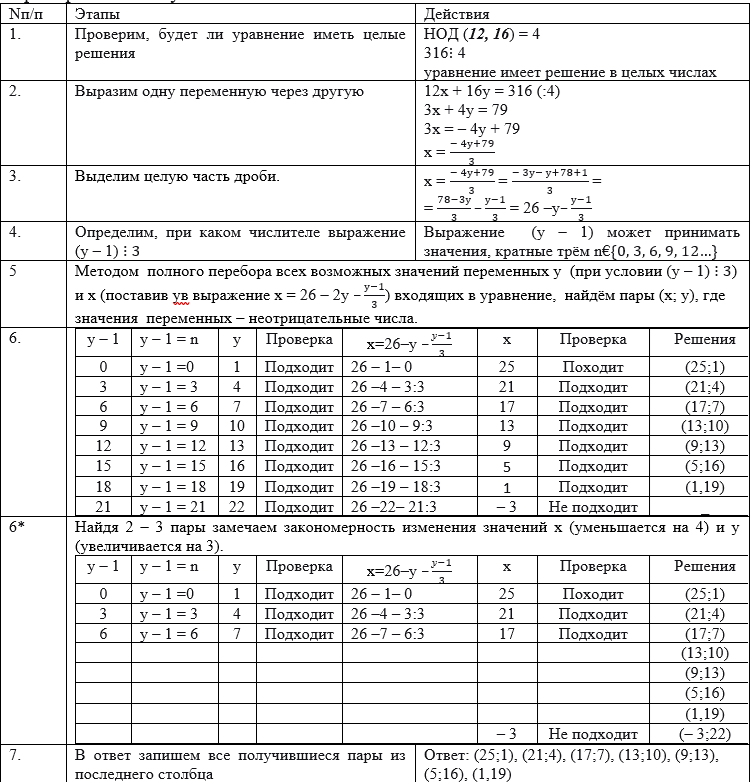 Nп/п Этапы Действия
1. Проверим, будет ли уравнение иметь целые решения
НОД (12, 16) = 4
316⁝ 4
уравнение имеет решение в целых числах
2. Выразим одну переменную через другую
12x + 16y = 316 (:4)
3x + 4y = 79
3x = – 4y + 79
x = (– 4y+79)/3
3. Выделим целую часть дроби.
x = (– 4y+79)/3 = (– 3y– y+78+1)/3 =
= (78–3y)/3 – (y–1)/3 = 26 –y– (y–1)/3
4. Определим, при каком числителе выражение
(y – 1) ⁝ 3
Выражение (y – 1) может принимать
значения, кратные трём n€{0, 3, 6, 9, 12...}
5 Методом полного перебора всех возможных значений переменных y (при условии (y – 1) ⁝ 3)
и x (поставив yв выражение x = 26 – 2y – (y–1)/3) входящих в уравнение, найдём пары (x; y), где
значения переменных – неотрицательные числа.
6. y – 1 y – 1 = n y Проверка x=26–y – (y–1)/3 x Проверка Решения
0 y – 1 =0 1 Подходит 26 – 1– 0 25 Походит (25;1)
3 y – 1 = 3 4 Подходит 26 –4 – 3:3 21 Подходит (21;4)
6 y – 1 = 6 7 Подходит 26 –7 – 6:3 17 Подходит (17;7)
9 y – 1 = 9 10 Подходит 26 –10 – 9:3 13 Подходит (13;10)
12 y – 1 = 12 13 Подходит 26 –13 – 12:3 9 Подходит (9;13)
15 y – 1 = 15 16 Подходит 26 –16 – 15:3 5 Подходит (5;16)
18 y – 1 = 18 19 Подходит 26 –19 – 18:3 1 Подходит (1,19)
21 y – 1 = 21 22 Подходит 26 –22– 21:3 – 3 Не подходит –
6* Найдя 2 – 3 пары замечаем закономерность изменения значений x (уменьшается на 4) и y
(увеличивается на 3).
y – 1 y – 1 = n y Проверка x=26–y – (y–1)/3 x Проверка Решения
0 y – 1 =0 1 Подходит 26 – 1– 0 25 Походит (25;1)
3 y – 1 = 3 4 Подходит 26 –4 – 3:3 21 Подходит (21;4)
6 y – 1 = 6 7 Подходит 26 –7 – 6:3 17 Подходит (17;7)
(13;10)
(9;13)
(5;16)
(1,19)
– 3 Не подходит (– 3;22)
7. В ответ запишем все получившиеся пары из
последнего столбца
Ответ: (25;1), (21;4), (17;7), (13;10), (9;13),
(5;16), (1,19)